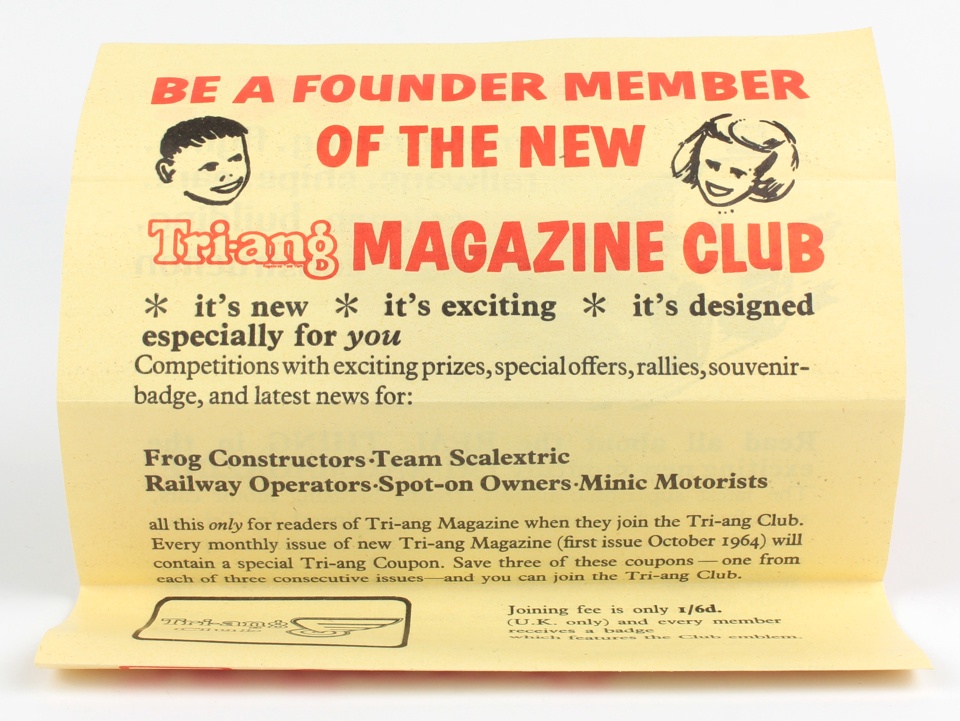 BE A FOUNDER MEMBER
OF THE NEW
Tri-ang MAGAZINE CLUB
* it's new * it's exciting * it's designed
especially for you
Competitions with exciting prizes, special offers, rallies, souvenir-
badge, and latest news for:
Frog Constructors·Team Scalextric
Railway Operators·Spot-on Owners·Minic Motorists
all this only for readers of Tri-ang Magazine when they join the Tri-ang Club.
Every monthly issue of new Tri-ang Magazine (first issue October 1964) will
contain a special Tri-ang Coupon. Save three of these coupons — one from
each of three consecutive issues—and you can join the Tri-ang Club.
Tri-ang
Joining fee is only 1/6d.
(U.K. only) and every member
receives a badge
which features the Club emblem.